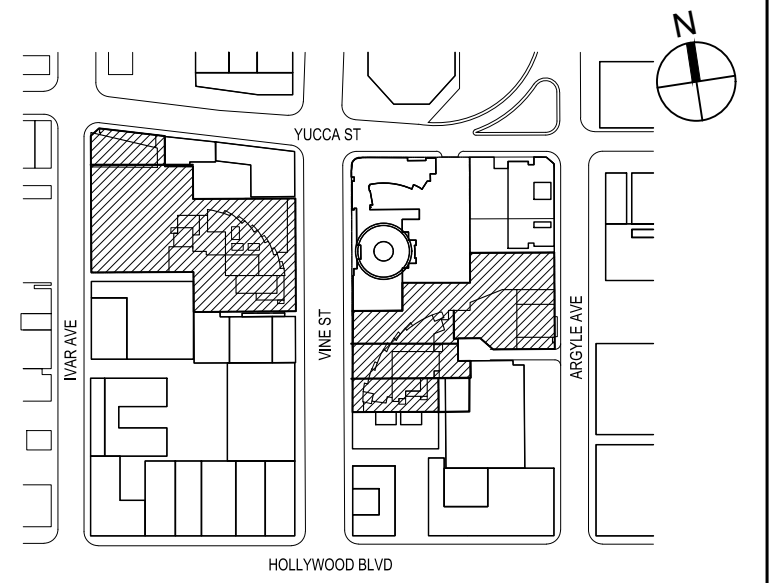 N
YUCCA ST
IVAR AVE
VINE ST
ARGYLE AVE
HOLLYWOOD BLVD